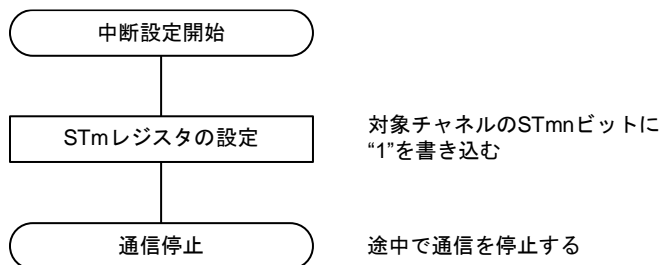 中断設定開始
STmレジスタの設定
対象チャネルのSTmnビットに
“1”を書き込む
通信停止
途中で通信を停止する